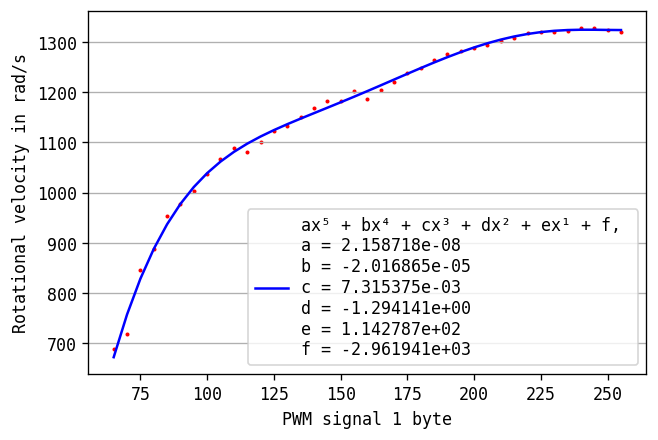 1300
1200
1100
1000
900
800
700
Rotational velocity in rad/s
ax⁵ + bx⁴ + cx³ + dx² + ex¹ + f,
a = 2.158718e-08
b = -2.016865e-05
c = 7.315375e-03
d = -1.294141e+00
e = 1.142787e+02
f = -2.961941e+03
75 100 125 150 175 200 225 250
PWM signal 1 byte